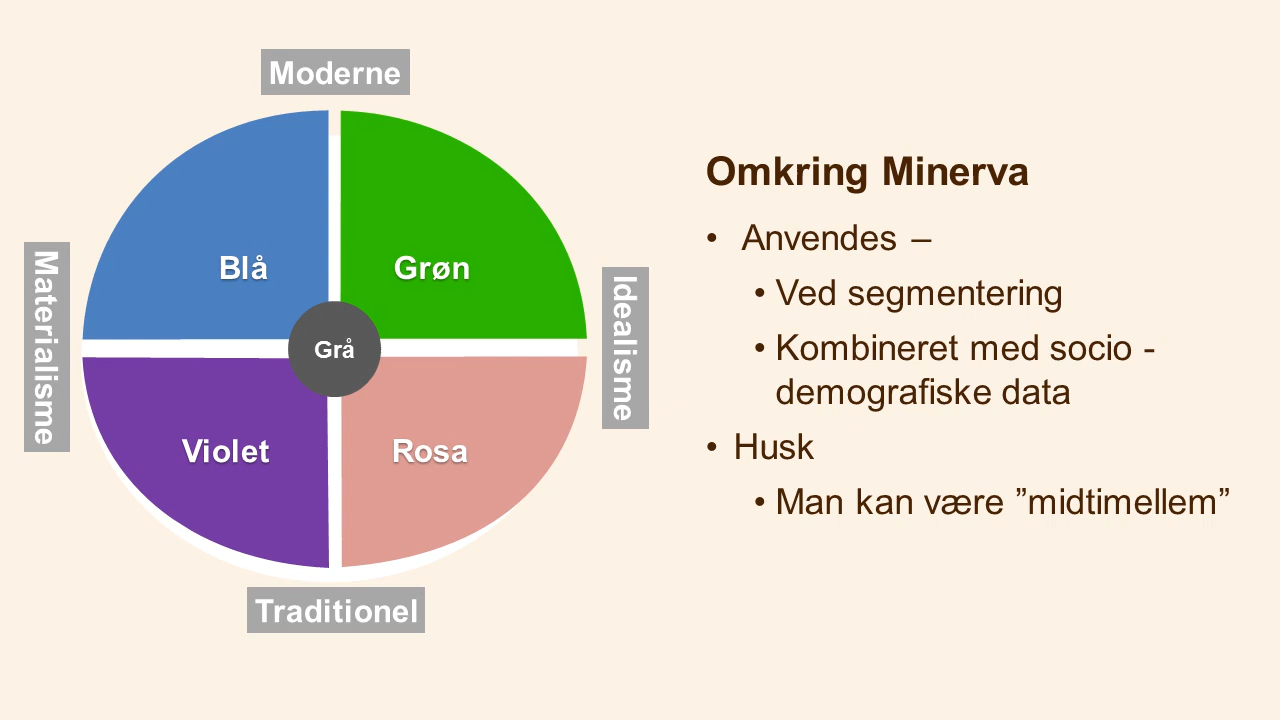 Moderne
Materialisme
Blå
Grøn
Grå
Violet
Rosa
Idealisme
Traditionel
Omkring Minerva
• Anvendes –
• Ved segmentering
• Kombineret med socio -
demografiske data
• Husk
• Man kan være ”midtimellem”